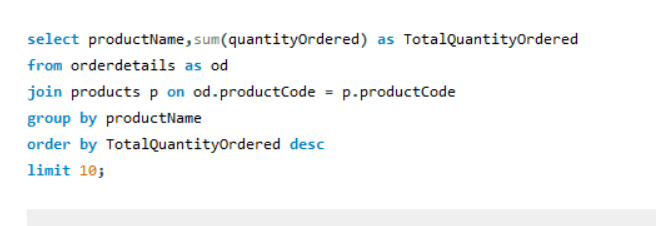 select productName,sum(quantityOrdered) as TotalQuantityOrdered
from orderdetails as od
join products p on od.productCode = p.productCode
group by productName
order by TotalQuantityOrdered desc
limit 10;